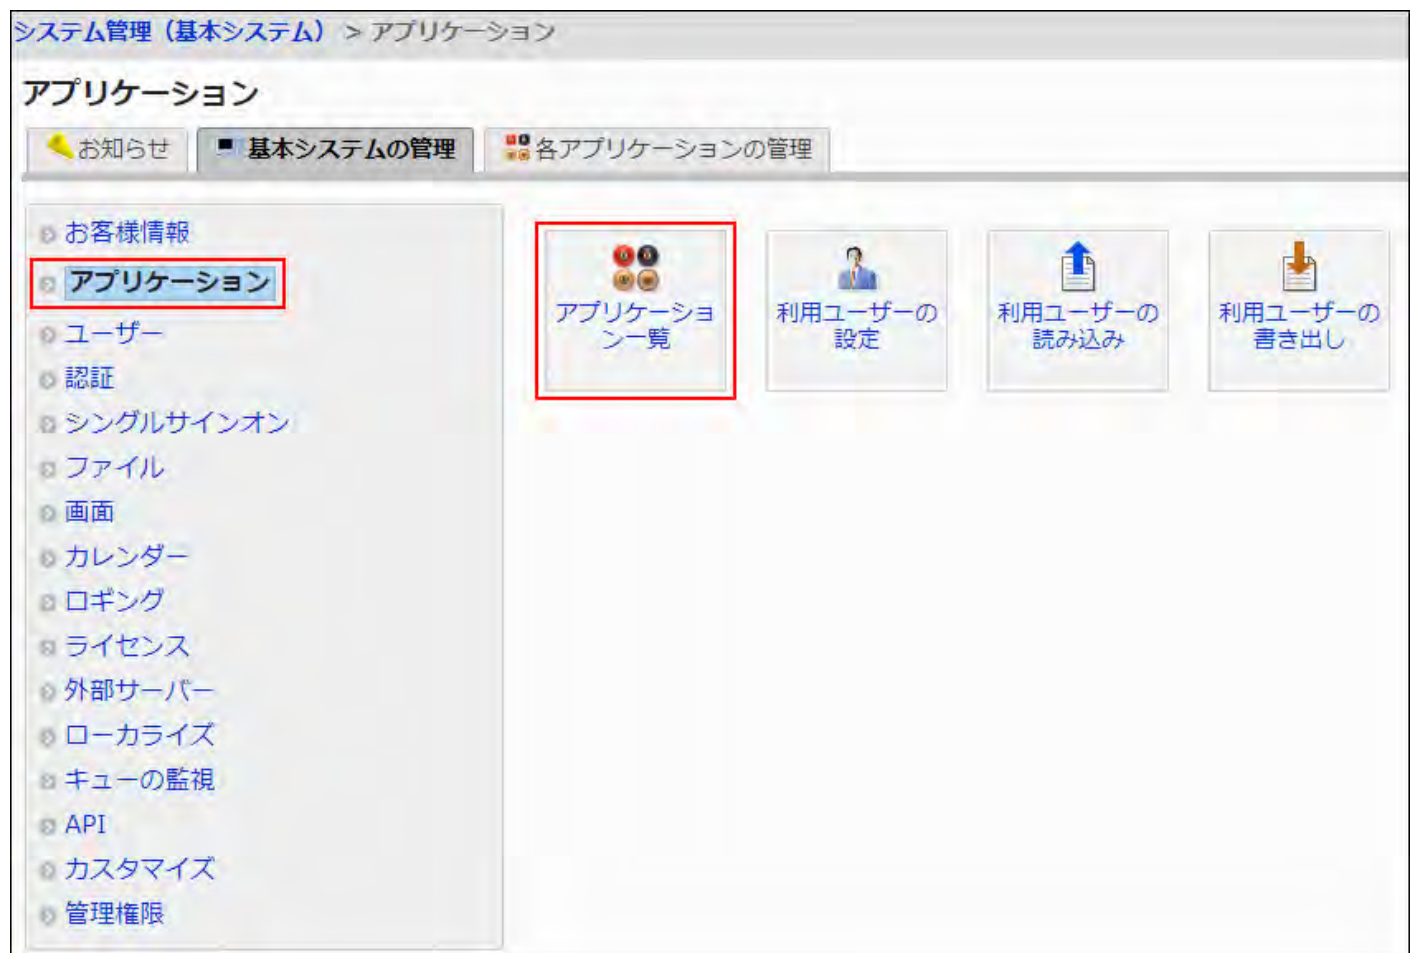 システム管理（基本システム） > アプリケーション
アプリケーション
お知らせ
基本システムの管理
各アプリケーションの管理
お客様情報
アプリケーション
ユーザー
認証
シングルサインオン
ファイル
画面
カレンダー
ロギング
ライセンス
外部サーバー
ローカライズ
キューの監視
API
カスタマイズ
管理権限
アプリケーショ
ン一覧
利用ユーザーの
設定
利用ユーザーの
読み込み
利用ユーザーの
書き出し